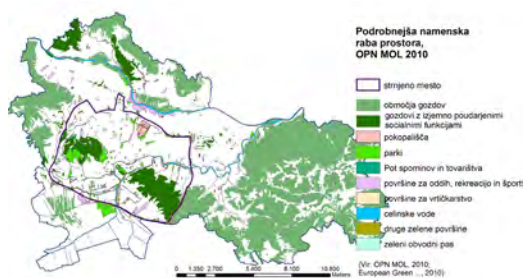 Podrobnejša namenska
raba prostora,
OPN MOL 2010
strnjeno mesto
območja gozdov
gozdovi z izjemno poudarjenimi
socialnimi funkcijami
pokopališča
parki
Pot spominov in tovarištva
površine za oddih, rekreacijo in šport
površine za vrtičkarstvo
celinske vode
druge zelene površine
zeleni obvodni pas
(Vir: OPN MOL, 2010;
European Green ..., 2010)
0 1.350 2.700 5.400 8.100 10.800
Meters